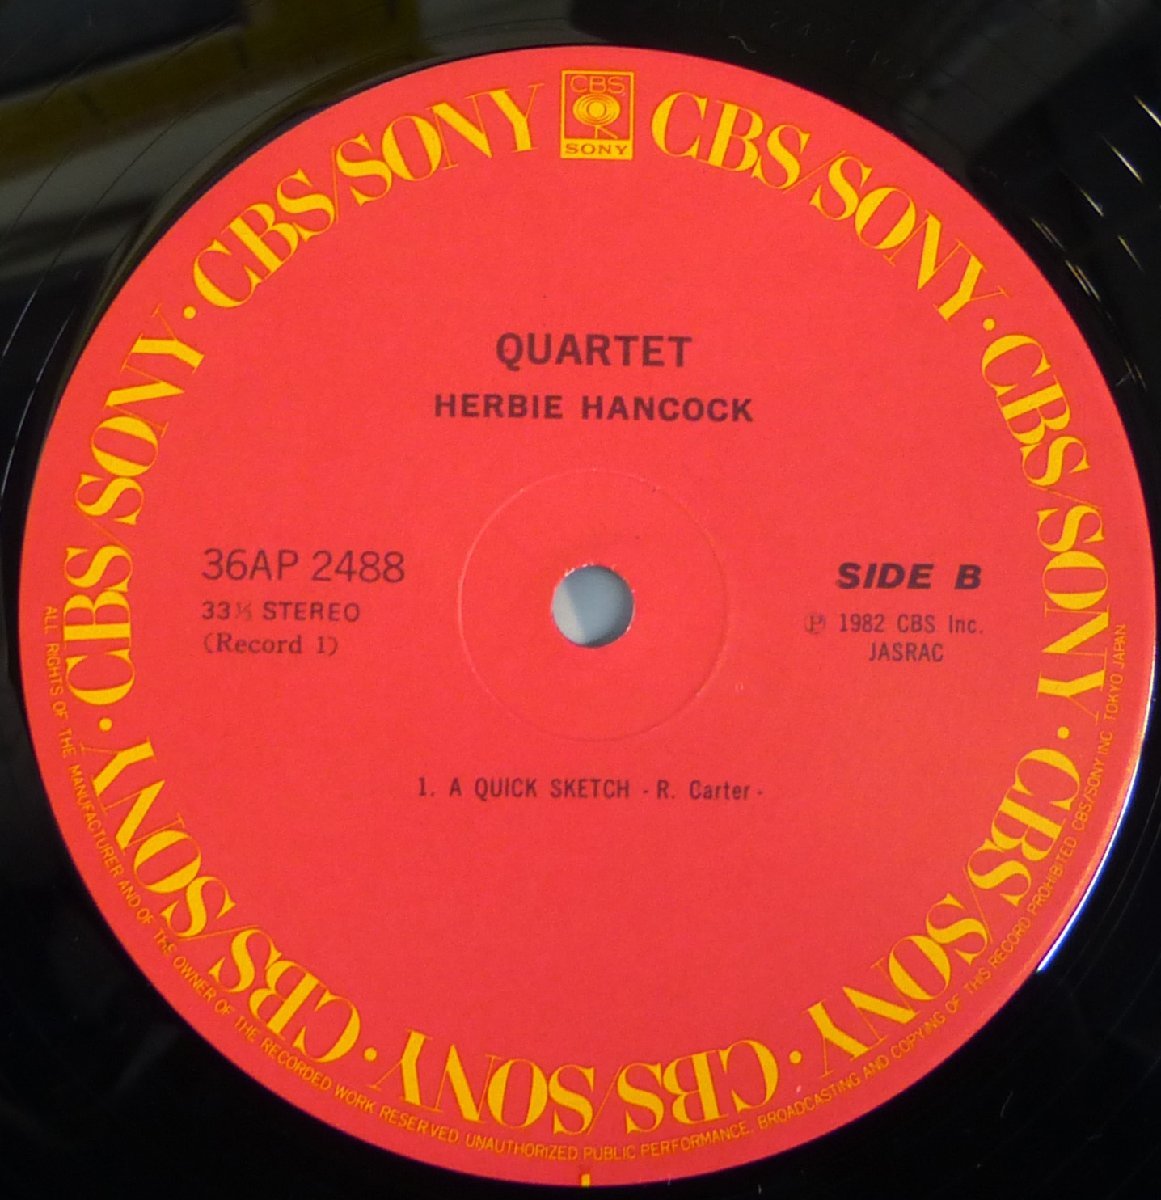 CBS
SONY
CBS/SONY · CBS/SONY · CBS/SONY · CBS/SONY · CBS/SONY · CBS/SONY · CBS/SONY
QUARTET
HERBIE HANCOCK
36AP 2488
33⅓ STEREO
(Record 1)
SIDE B
Ⓟ 1982 CBS Inc.
JASRAC
1. A QUICK SKETCH - R. Carter -
ALL RIGHTS OF THE MANUFACTURER AND OF THE OWNER OF THE RECORDED WORK RESERVED UNAUTHORIZED PUBLIC PERFORMANCE, BROADCASTING AND COPYING OF THIS RECORD PROHIBITED CBS/SONY INC TOKYO JAPAN